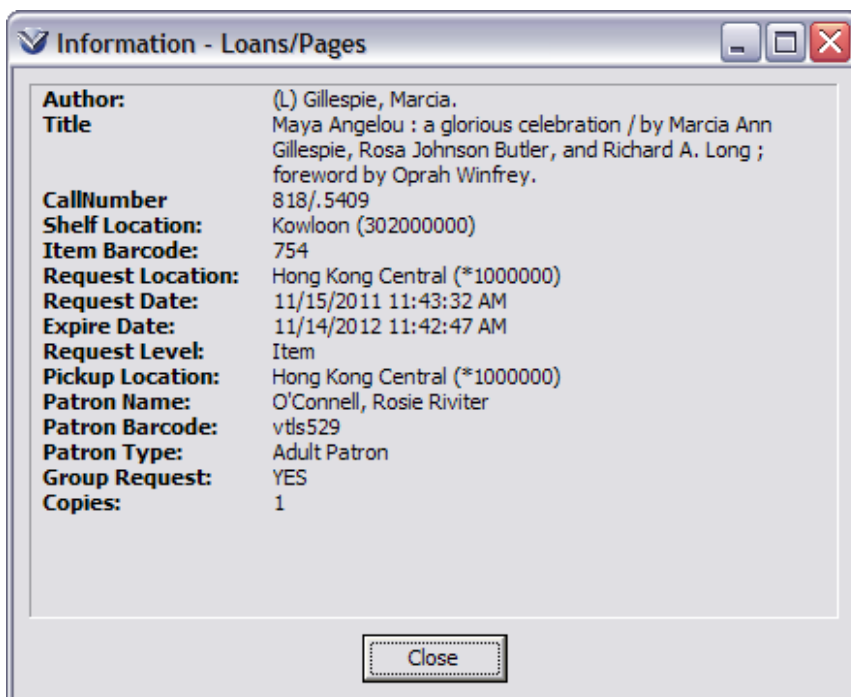 Information - Loans/Pages
Author: (L) Gillespie, Marcia.
Title Maya Angelou : a glorious celebration / by Marcia Ann
Gillespie, Rosa Johnson Butler, and Richard A. Long ;
foreword by Oprah Winfrey.
CallNumber 818/.5409
Shelf Location: Kowloon (302000000)
Item Barcode: 754
Request Location: Hong Kong Central (*1000000)
Request Date: 11/15/2011 11:43:32 AM
Expire Date: 11/14/2012 11:42:47 AM
Request Level: Item
Pickup Location: Hong Kong Central (*1000000)
Patron Name: O'Connell, Rosie Riviter
Patron Barcode: vtls529
Patron Type: Adult Patron
Group Request: YES
Copies: 1
Close